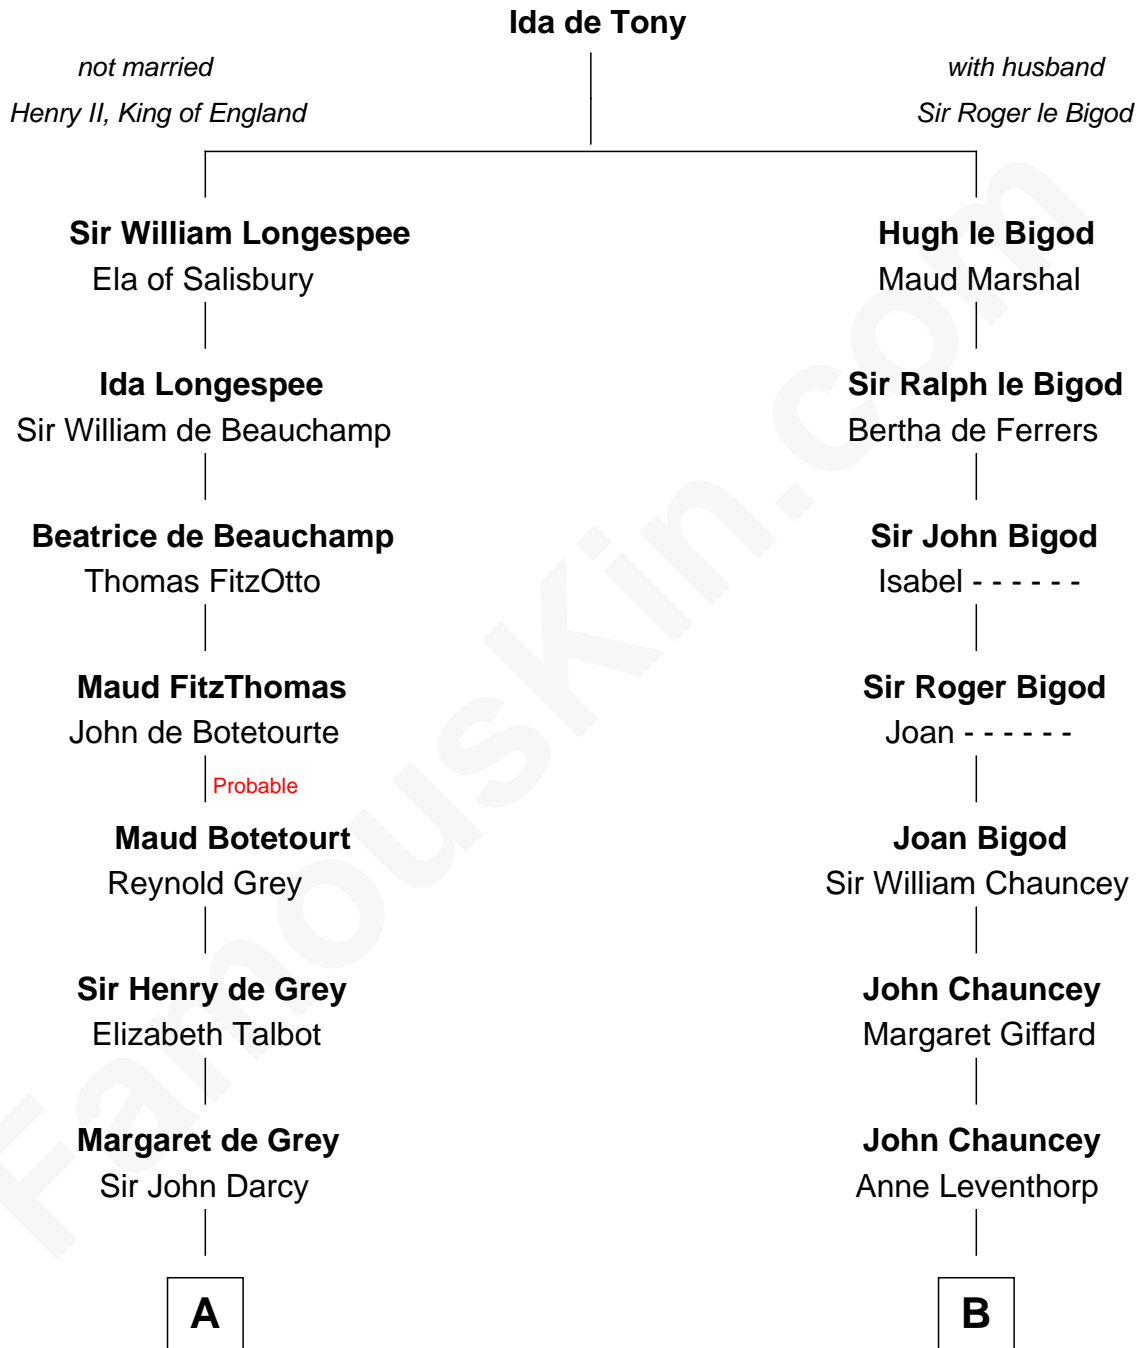 Ida de Tony
not married
Henry II, King of England
with husband
Sir Roger le Bigod
Sir William Longespee
Ela of Salisbury
Hugh le Bigod
Maud Marshal
Ida Longespee
Sir William de Beauchamp
Sir Ralph le Bigod
Bertha de Ferrers
Beatrice de Beauchamp
Thomas FitzOtto
Sir John Bigod
Isabel - - - - - -
Maud FitzThomas
John de Botetourte
Sir Roger Bigod
Joan - - - - - -
Probable
Maud Botetourt
Reynold Grey
Joan Bigod
Sir William Chauncey
Sir Henry de Grey
Elizabeth Talbot
John Chauncey
Margaret Giffard
Margaret de Grey
Sir John Darcy
John Chauncey
Anne Leventhorp
A
B
FamousKin.com